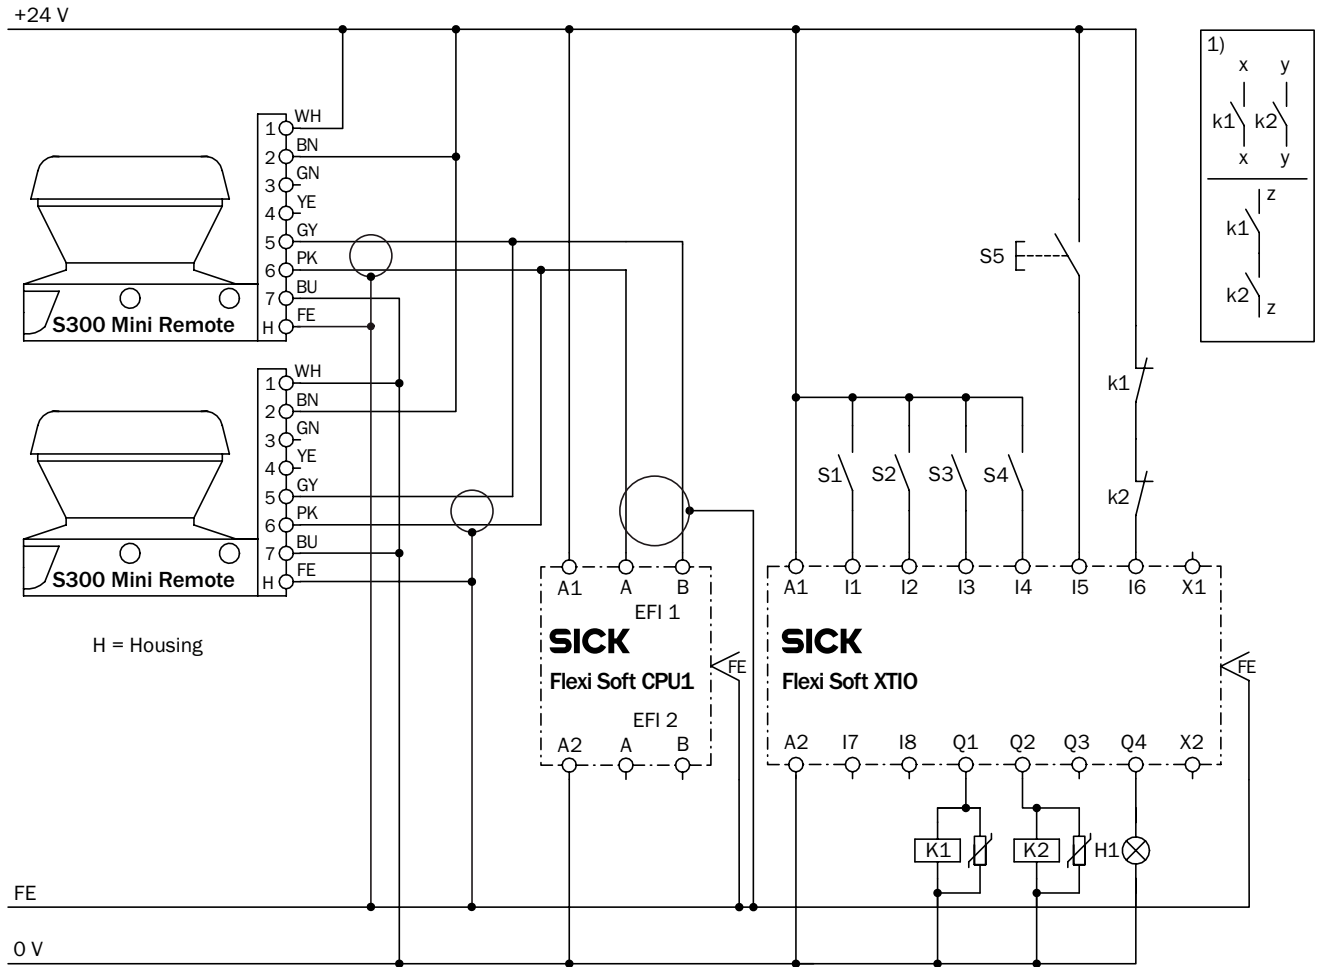 +24 V
1)
x y
k1 k2
x y
z
k1
k2
z
1 WH
2 BN
3 GN
4 YE
5 GY
6 PK
7 BU
H FE
S300 Mini Remote
S5
k1
k2
1 WH
2 BN
3 GN
4 YE
5 GY
6 PK
7 BU
H FE
S300 Mini Remote
H = Housing
S1 S2 S3 S4
A1 A B
EFI 1
SICK
Flexi Soft CPU1
FE
EFI 2
A2 A B
A1 I1 I2 I3 I4 I5 I6 X1
SICK
Flexi Soft XTIO
FE
A2 I7 I8 Q1 Q2 Q3 Q4 X2
K1 K2 H1
FE
0 V